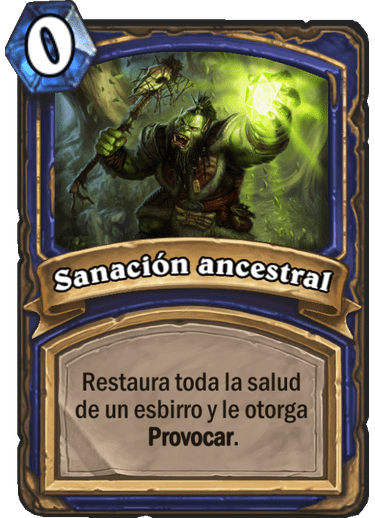 0
Sanación ancestral
Restaura toda la salud
de un esbirro y le otorga
Provocar.